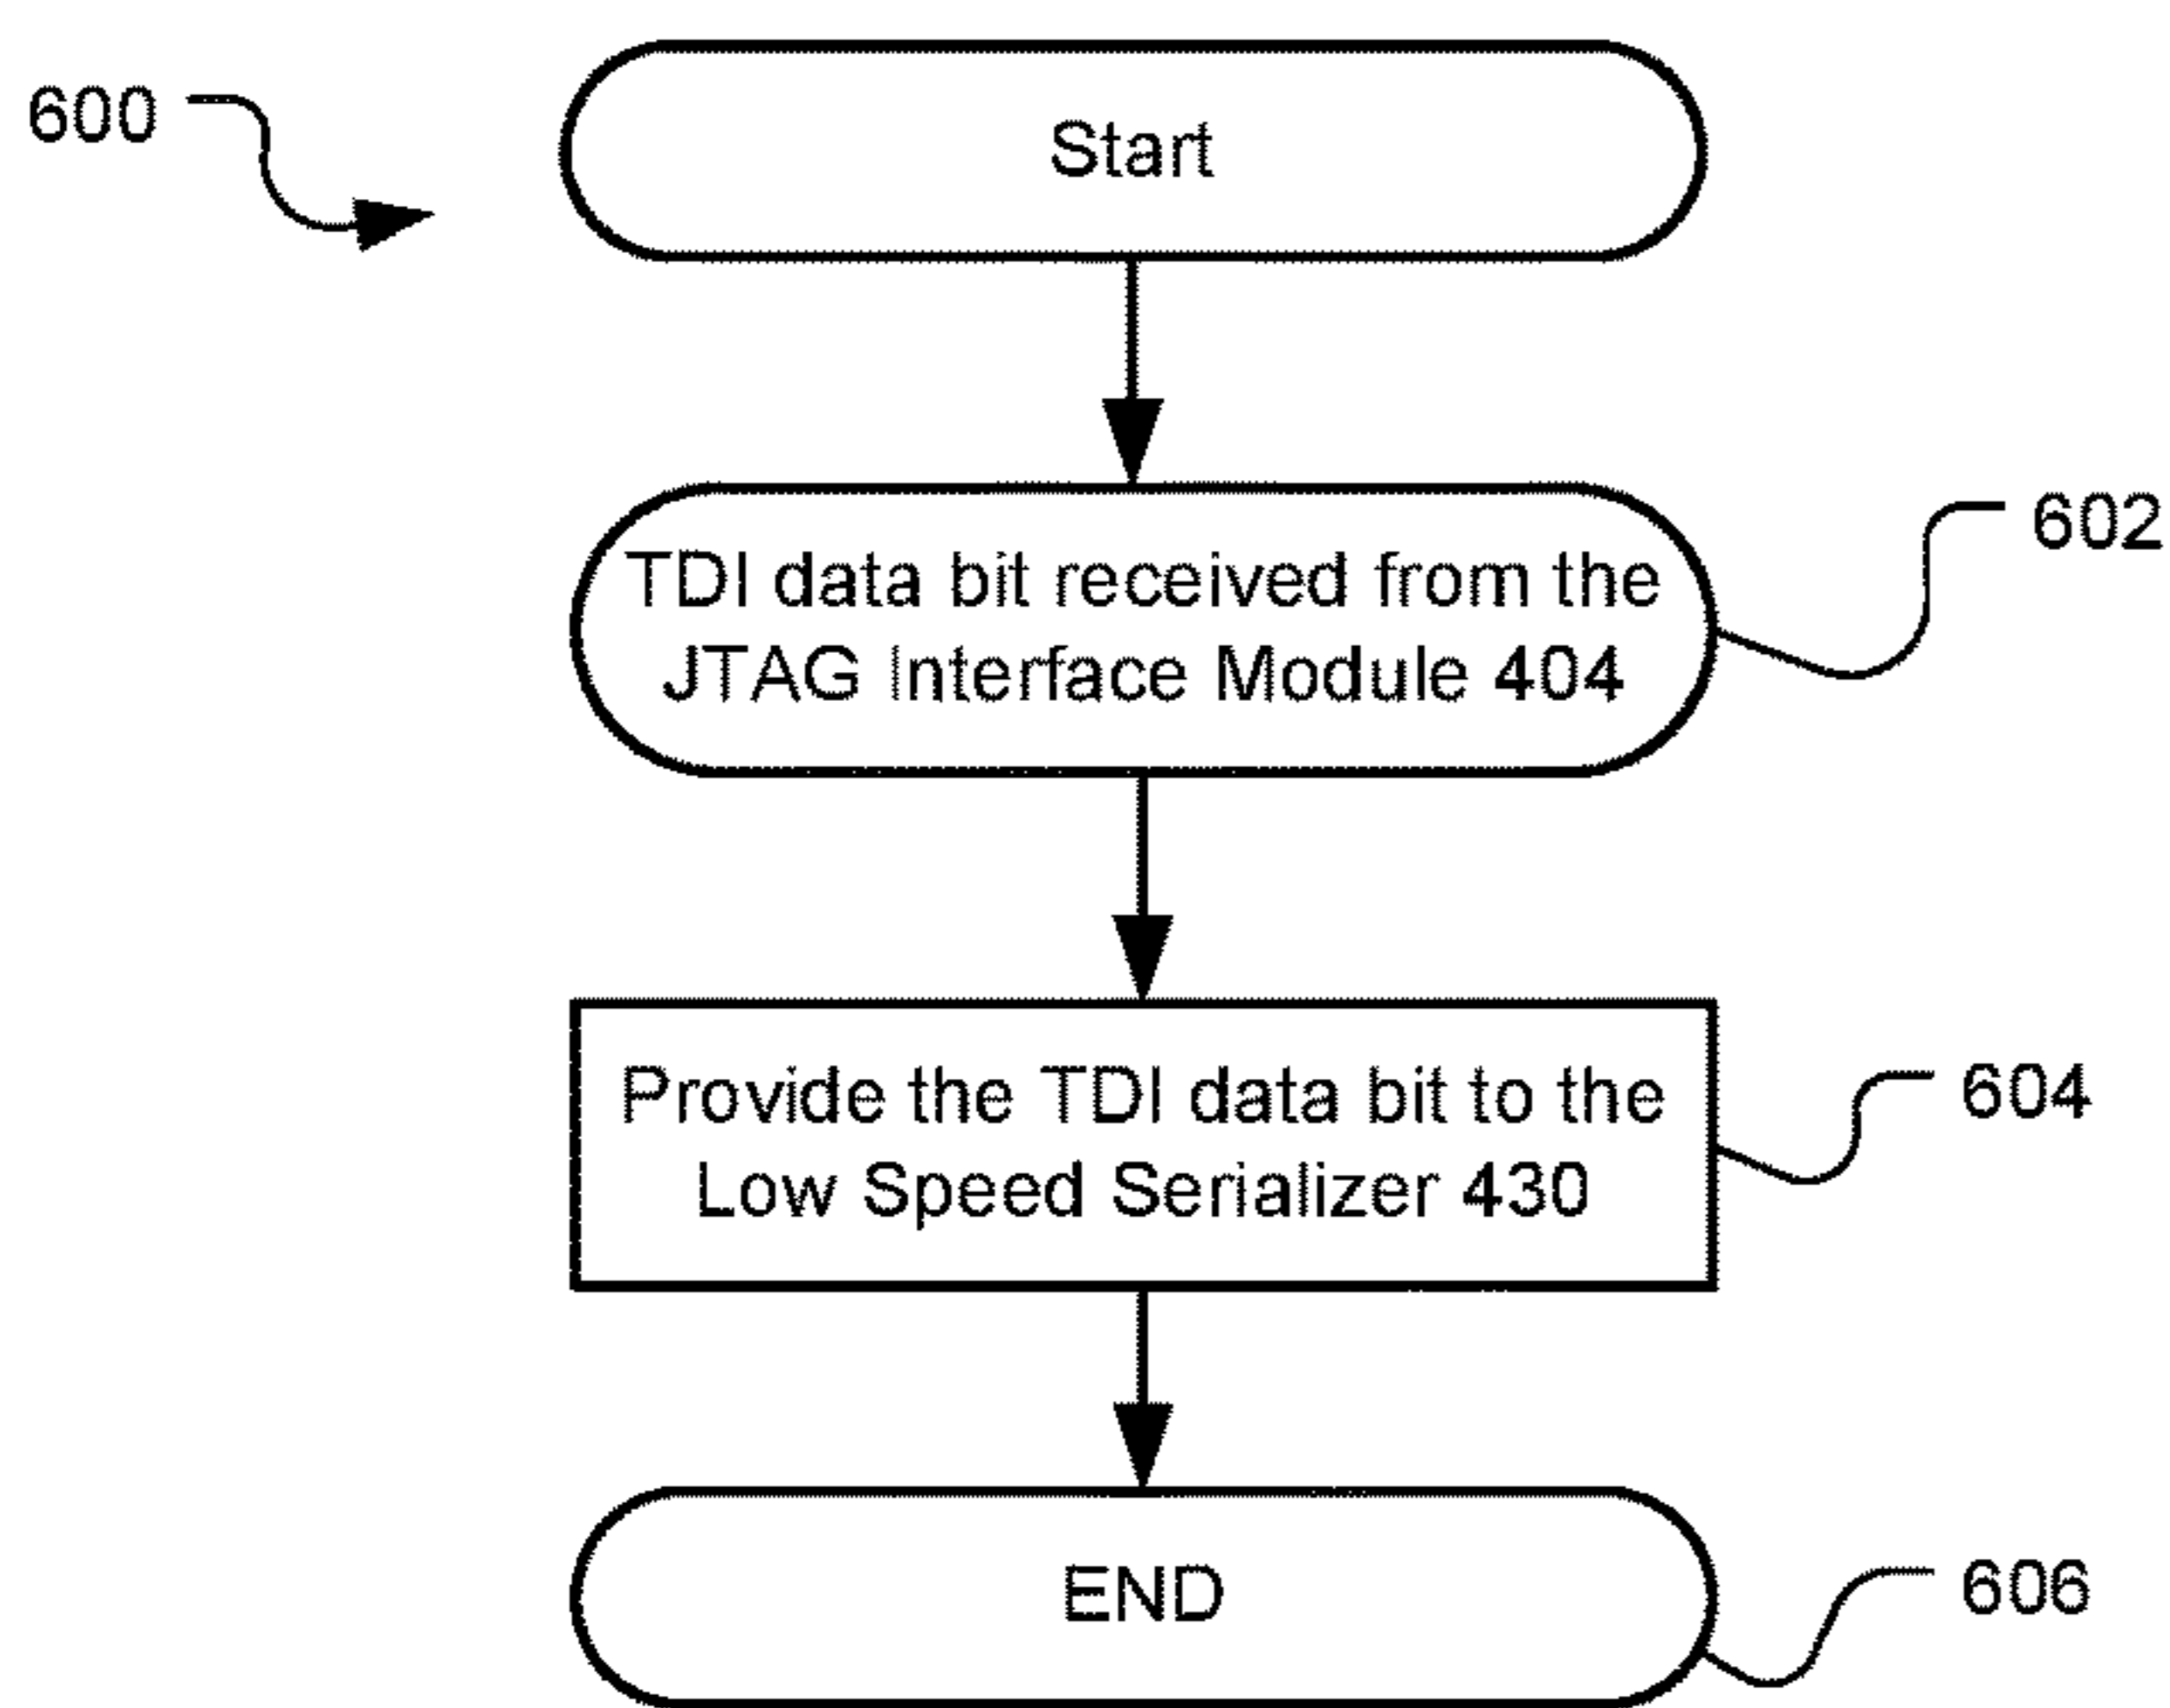 600
Start
602
TDI data bit received from the
JTAG Interface Module 404
604
Provide the TDI data bit to the
Low Speed Serializer 430
606
END